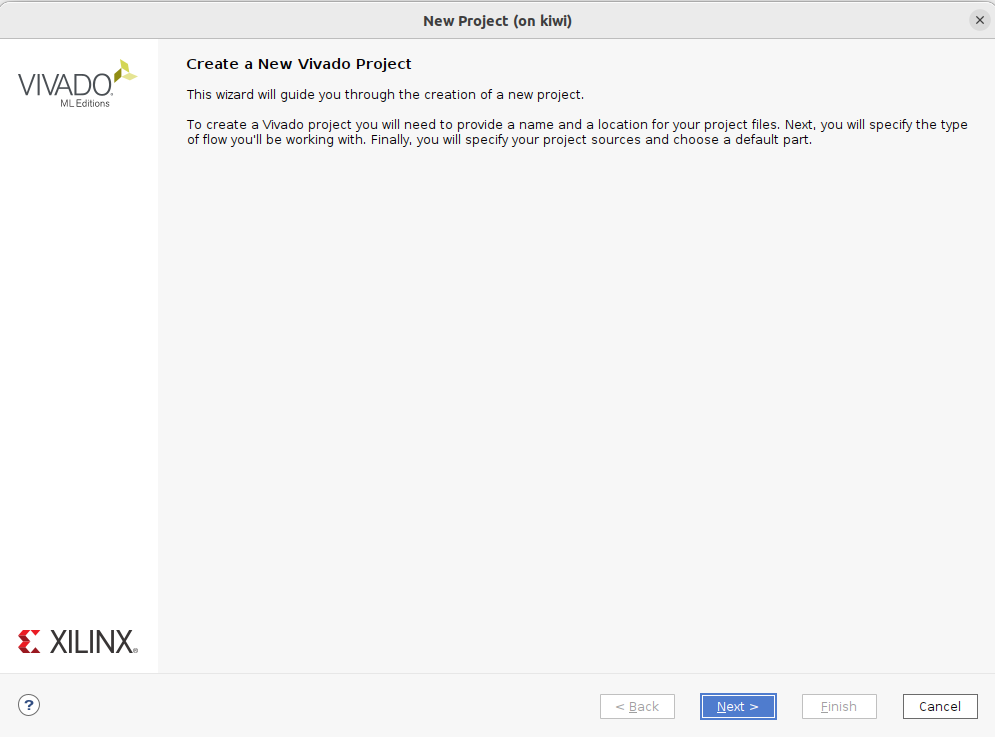 New Project (on kiwi)
VIVADO.
ML Editions
Create a New Vivado Project
This wizard will guide you through the creation of a new project.
To create a Vivado project you will need to provide a name and a location for your project files. Next, you will specify the type
of flow you'll be working with. Finally, you will specify your project sources and choose a default part.
XILINX®
?
< Back
Next >
Finish
Cancel